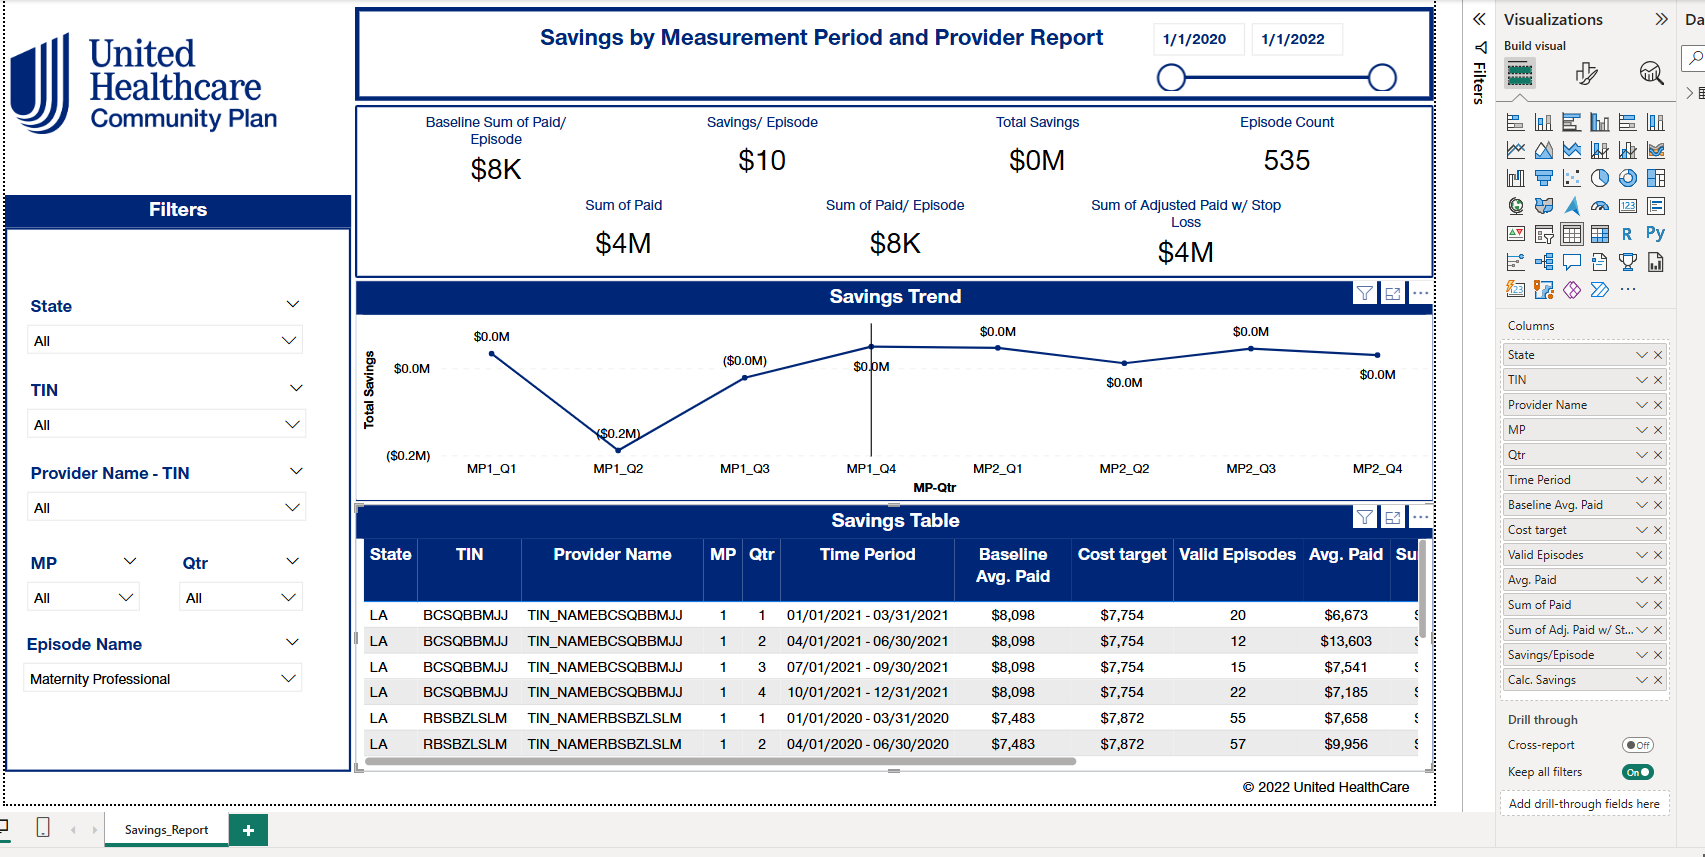 United
Healthcare
Community Plan
Savings by Measurement Period and Provider Report
1/1/2020
1/1/2022
Baseline Sum of Paid/
Episode
$8K
Savings/ Episode
$10
Total Savings
$0M
Episode Count
535
Sum of Paid
$4M
Sum of Paid/ Episode
$8K
Sum of Adjusted Paid w/ Stop
Loss
$4M
Filters
State
All
TIN
All
Provider Name - TIN
All
MP
Qtr
All
All
Episode Name
Maternity Professional
Savings Trend
Total Savings
$0.0M
($0.2M)
$0.0M
($0.2M)
($0.0M)
$0.0M
$0.0M
$0.0M
$0.0M
$0.0M
MP1_Q1 MP1_Q2 MP1_Q3 MP1_Q4 MP2_Q1 MP2_Q2 MP2_Q3 MP2_Q4
MP-Qtr
Savings Table
State TIN Provider Name MP Qtr Time Period Baseline Avg. Paid Cost target Valid Episodes Avg. Paid Su
LA BCSQBBMJJ TIN_NAMEBCSQBBMJJ 1 1 01/01/2021 - 03/31/2021 $8,098 $7,754 20 $6,673
LA BCSQBBMJJ TIN_NAMEBCSQBBMJJ 1 2 04/01/2021 - 06/30/2021 $8,098 $7,754 12 $13,603
LA BCSQBBMJJ TIN_NAMEBCSQBBMJJ 1 3 07/01/2021 - 09/30/2021 $8,098 $7,754 15 $7,541
LA BCSQBBMJJ TIN_NAMEBCSQBBMJJ 1 4 10/01/2021 - 12/31/2021 $8,098 $7,754 22 $7,185
LA RBSBZLSLM TIN_NAMERBSBZLSLM 1 1 01/01/2020 - 03/31/2020 $7,483 $7,872 55 $7,658
LA RBSBZLSLM TIN_NAMERBSBZLSLM 1 2 04/01/2020 - 06/30/2020 $7,483 $7,872 57 $9,956
© 2022 United HealthCare
Savings_Report
+
Filters
Visualizations
Build visual
123
R
Py
123
Columns
State
TIN
Provider Name
MP
Qtr
Time Period
Baseline Avg. Paid
Cost target
Valid Episodes
Avg. Paid
Sum of Paid
Sum of Adj. Paid w/ St...
Savings/Episode
Calc. Savings
Drill through
Cross-report
Off
Keep all filters
On
Add drill-through fields here
Da